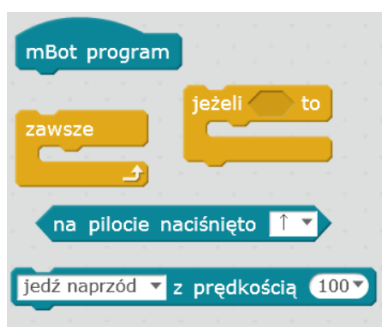 mBot program
jeżeli to
zawsze
na pilocie naciśnięto ↑
jedź naprzód z prędkością 100